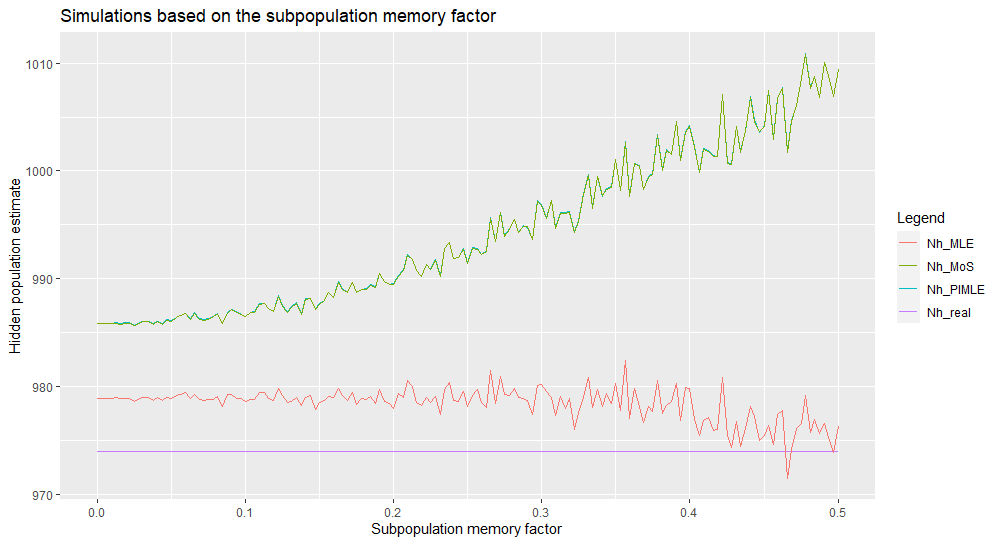 Simulations based on the subpopulation memory factor
Hidden population estimate
1010
1000
990
980
970
0.0
0.1
0.2
0.3
0.4
0.5
Subpopulation memory factor
Legend
Nh_MLE
Nh_MoS
Nh_PIMLE
Nh_real